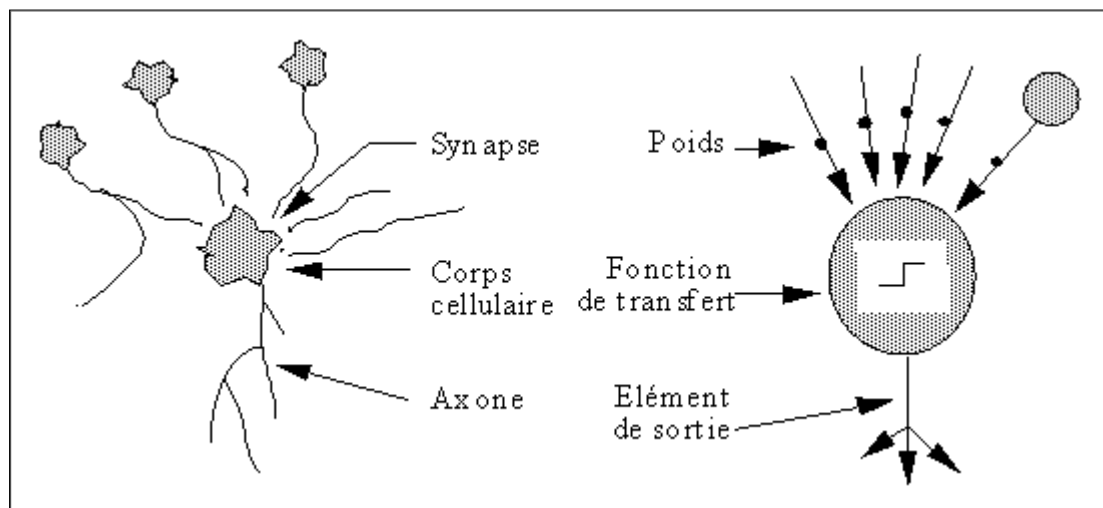 Synapse
Corps
cellulaire
Axone
Poids
Fonction
de transfert
Elément
de sortie